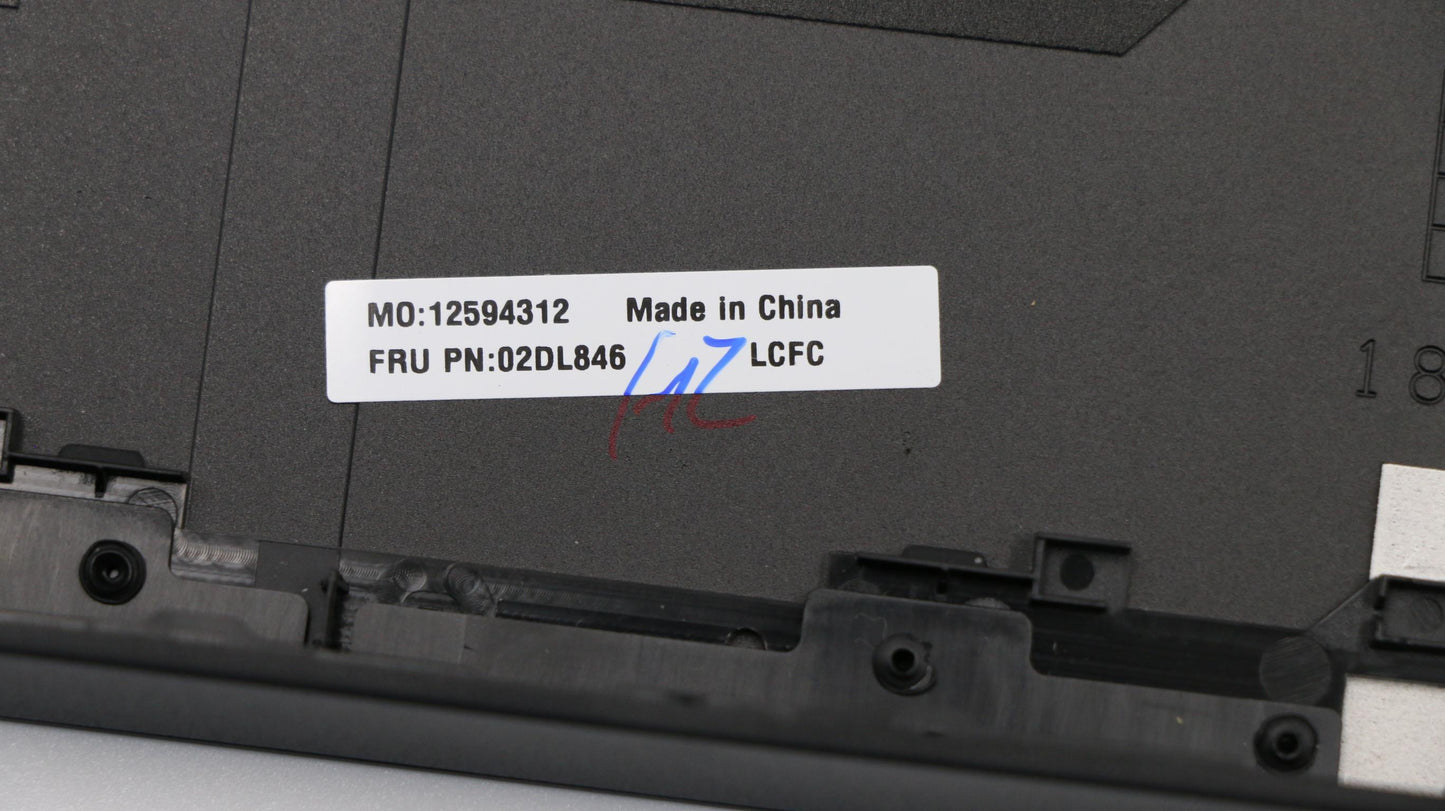 MO:12594312 Made in China
FRU PN:02DL846 LCFC
18